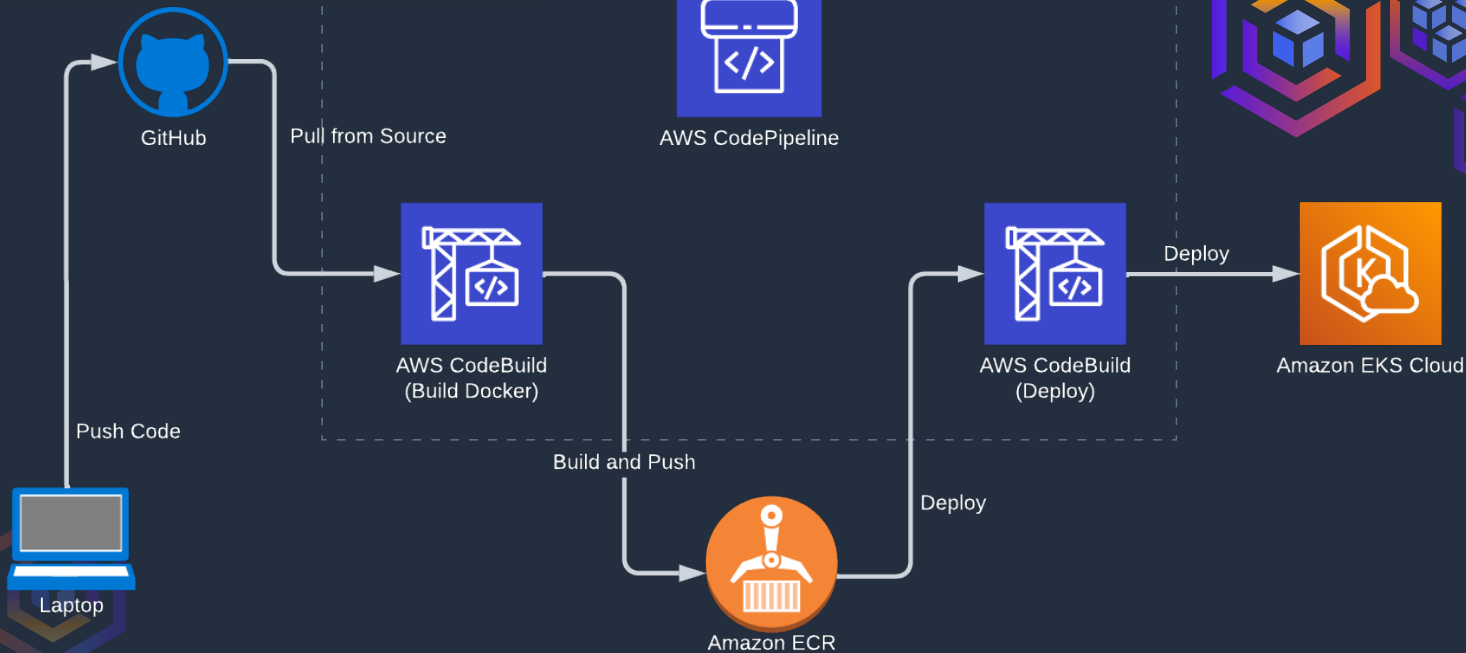 GitHub
Pull from Source
AWS CodePipeline
Deploy
AWS CodeBuild
(Build Docker)
AWS CodeBuild
(Deploy)
Amazon EKS Cloud
Push Code
Build and Push
Deploy
Laptop
Amazon ECR